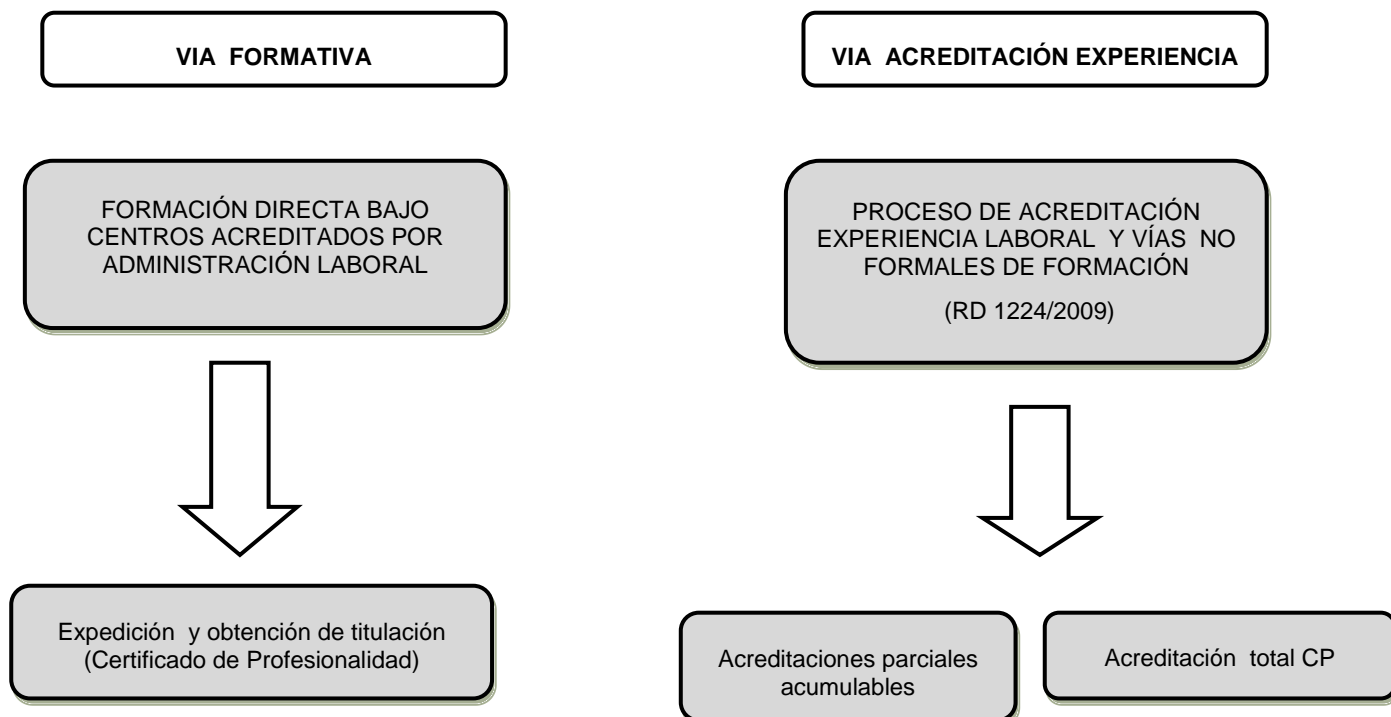 VIA FORMATIVA
FORMACIÓN DIRECTA BAJO
CENTROS ACREDITADOS POR
ADMINISTRACIÓN LABORAL
Expedición y obtención de titulación
(Certificado de Profesionalidad)
VIA ACREDITACIÓN EXPERIENCIA
PROCESO DE ACREDITACIÓN
EXPERIENCIA LABORAL Y VÍAS NO
FORMALES DE FORMACIÓN
(RD 1224/2009)
Acreditaciones parciales
acumulables
Acreditación total CP